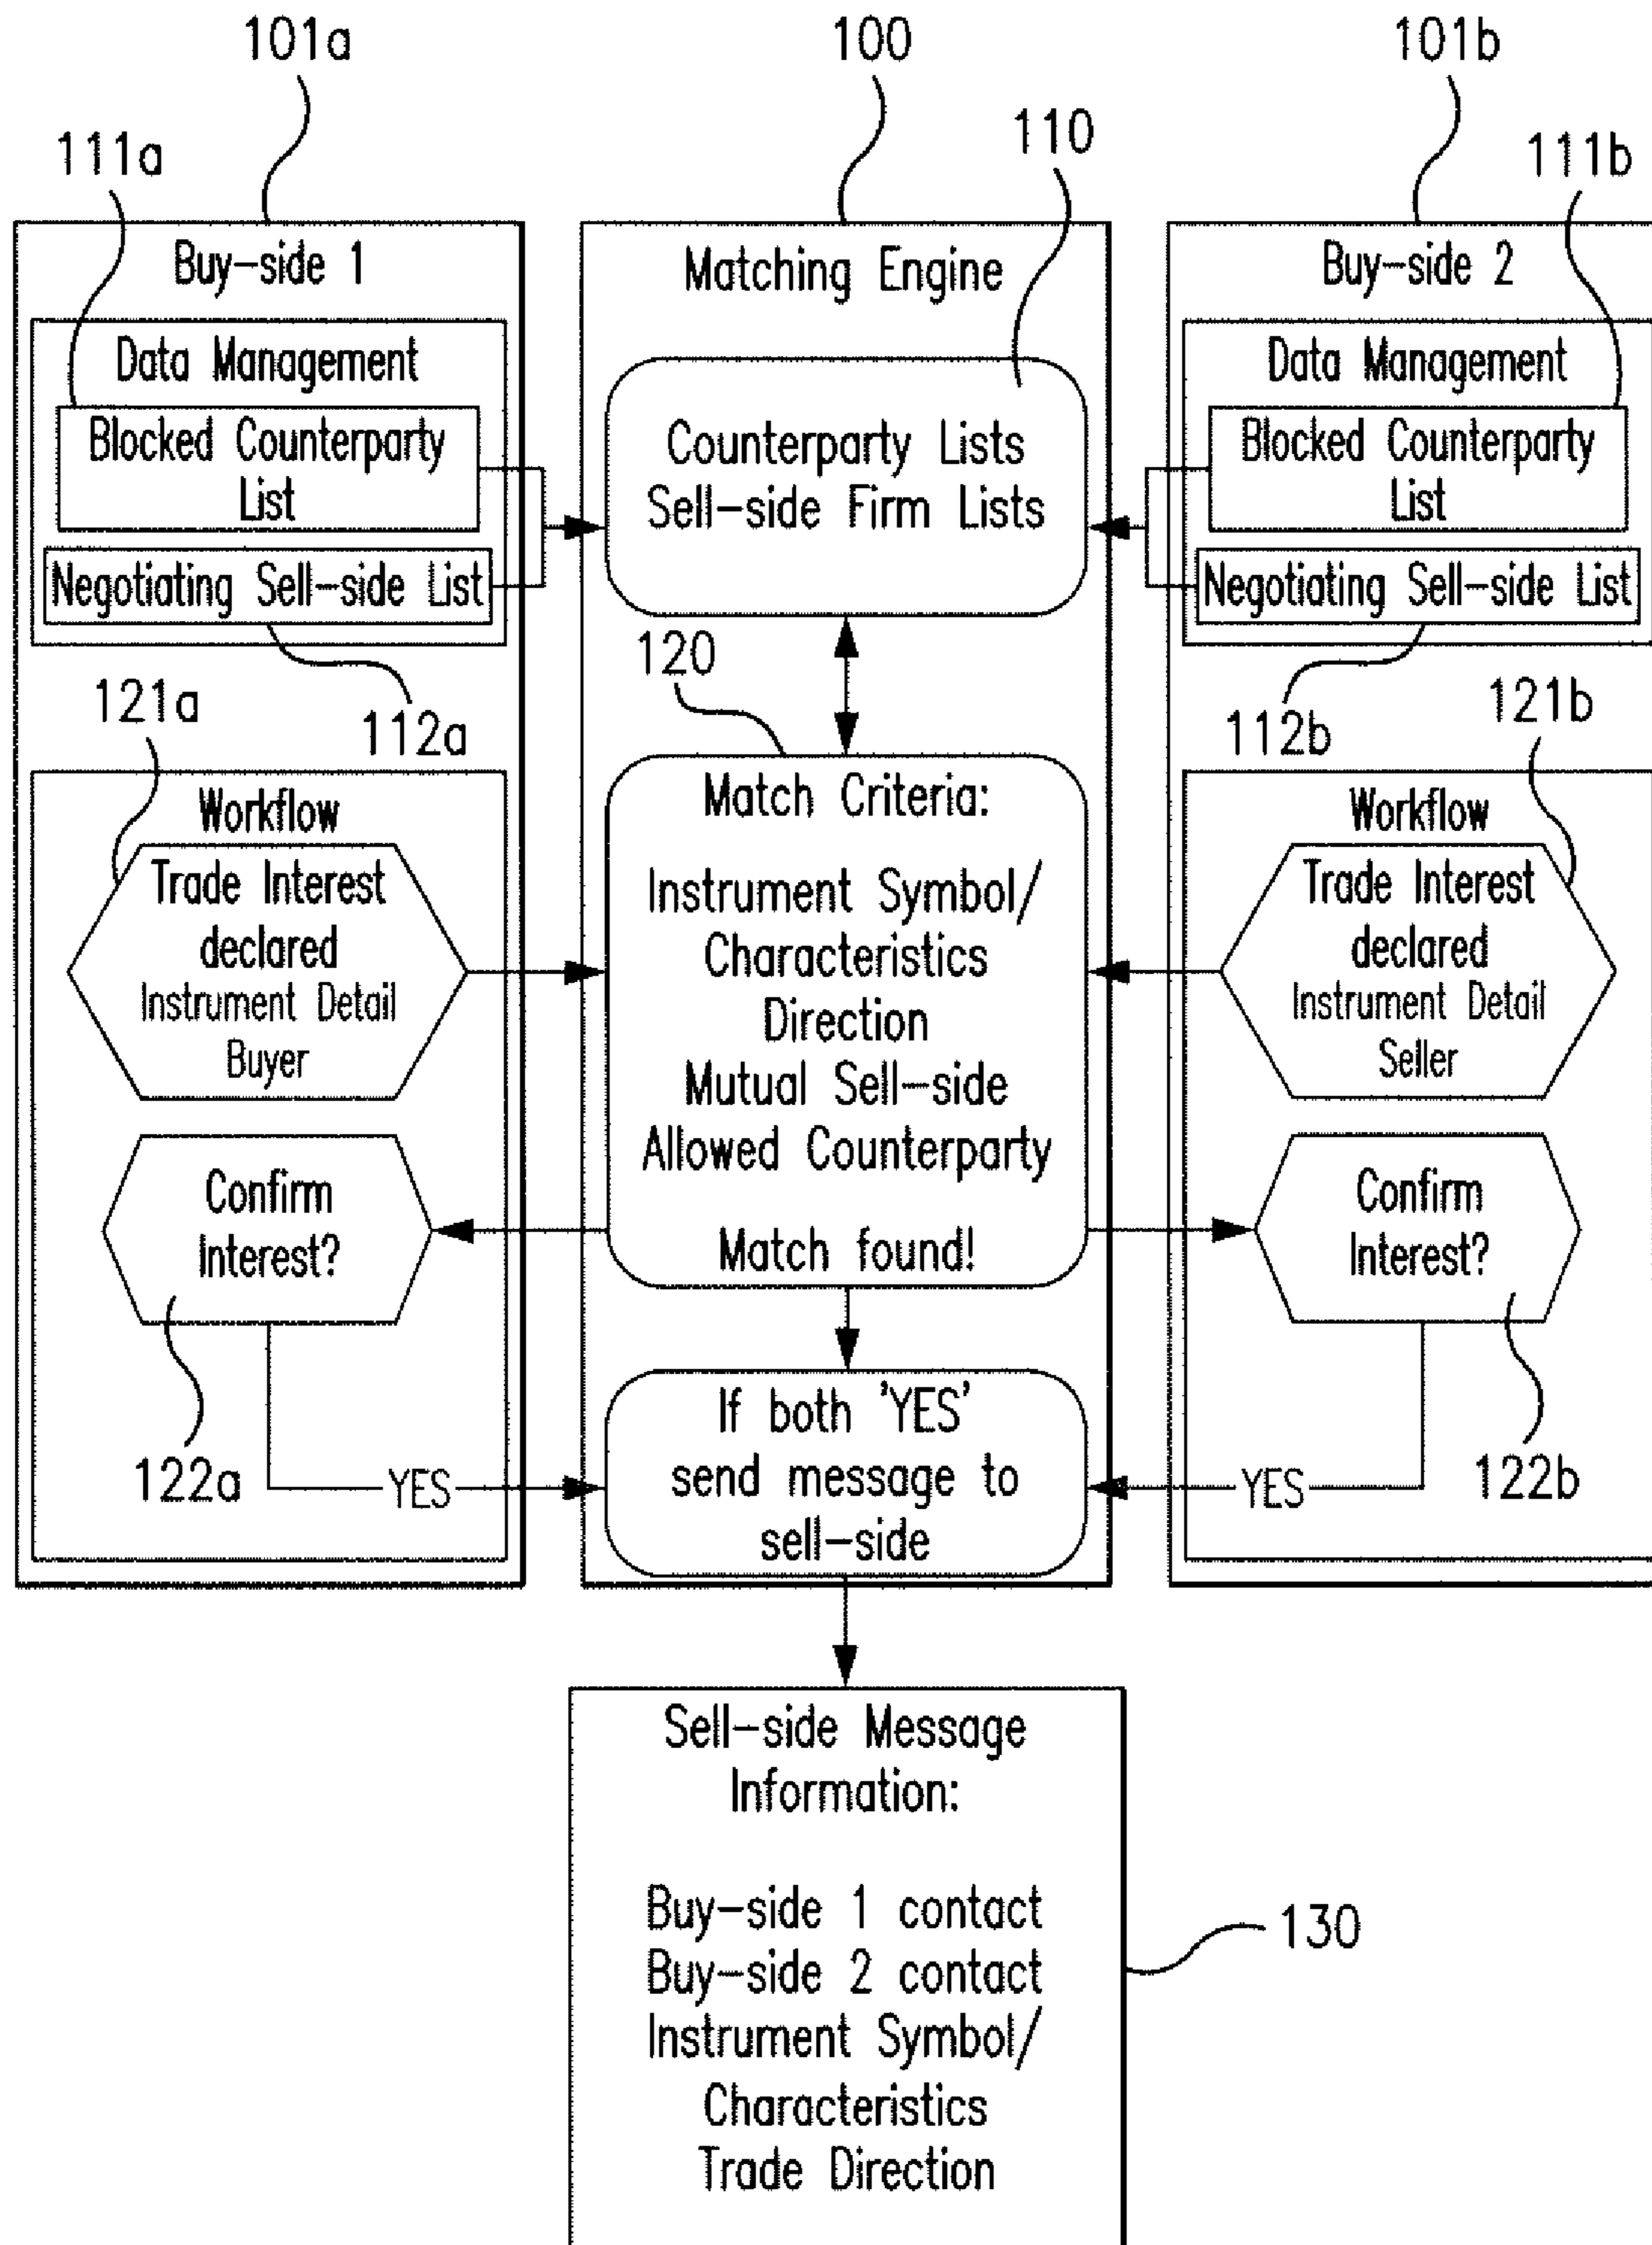 101a
100
101b
111a
110
111b
Buy-side 1
Data Management
Blocked Counterparty
List
Negotiating Sell-side List
112a
121a
Workflow
Trade Interest
declared
Instrument Detail
Buyer
Confirm
Interest?
122a
YES
Matching Engine
Counterparty Lists
Sell-side Firm Lists
120
Match Criteria:
Instrument Symbol/
Characteristics
Direction
Mutual Sell-side
Allowed Counterparty
Match found!
If both 'YES'
send message to
sell-side
Buy-side 2
Data Management
Blocked Counterparty
List
Negotiating Sell-side List
112b
121b
Workflow
Trade Interest
declared
Instrument Detail
Seller
Confirm
Interest?
122b
YES
Sell-side Message
Information:
Buy-side 1 contact
Buy-side 2 contact
Instrument Symbol/
Characteristics
Trade Direction
130